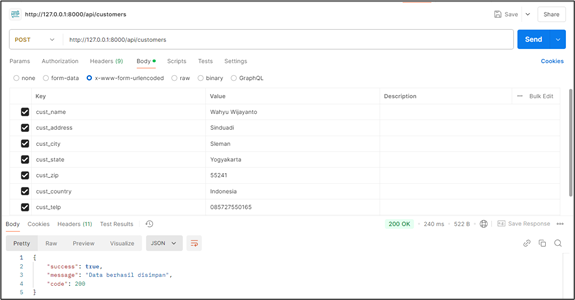 http://127.0.0.1:8000/api/customers Save Share
POST http://127.0.0.1:8000/api/customers Send
Params Authorization Headers (9) Body Scripts Tests Settings Cookies
none form-data x-www-form-urlencoded raw binary GraphQL
Key Value Description Bulk Edit
cust_name Wahyu Wijayanto
cust_address Sinduadi
cust_city Sleman
cust_state Yogyakarta
cust_zip 55241
cust_country Indonesia
cust_telp 085727550165
Body Cookies Headers (11) Test Results 200 OK 240 ms 522 B Save Response
Pretty Raw Preview Visualize JSON
1 {
2 "success": true,
3 "message": "Data berhasil disimpan",
4 "code": 200
5 }